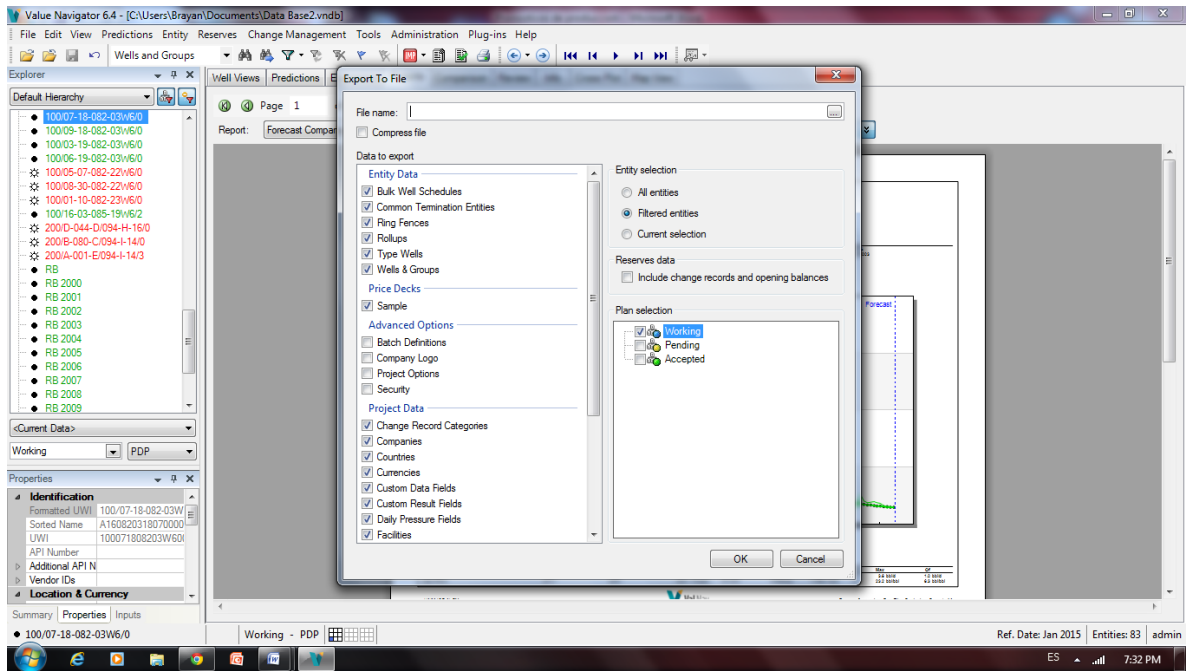 Value Navigator 6.4 - [C:\Users\Brayan\Documents\Data Base2.vndb]
File Edit View Predictions Entity Reserves Change Management Tools Administration Plug-ins Help
Wells and Groups
Explorer
Default Hierarchy
100/07-18-082-03W6/0
100/09-18-082-03W6/0
100/03-19-082-03W6/0
100/06-19-082-03W6/0
100/05-07-082-22W6/0
100/08-30-082-22W6/0
100/01-10-082-23W6/0
100/16-03-085-19W6/2
200/D-044-D/094-H-16/0
200/B-080-C/094-I-14/0
200/A-001-E/094-I-14/3
RB
RB 2000
RB 2001
RB 2002
RB 2003
RB 2004
RB 2005
RB 2006
RB 2007
RB 2008
RB 2009
<Current Data>
Working PDP
Properties
Identification
Formatted UWI 100/07-18-082-03W
Sorted Name A160820318070000
UWI 100071808203W60
API Number
Additional API N
Vendor IDs
Location & Currency
Summary Properties Inputs
100/07-18-082-03W6/0
Well Views Predictions E
Page 1
Report: Forecast Compar
Export To File
File name:
Compress file
Data to export
Entity Data
Bulk Well Schedules
Common Termination Entities
Ring Fences
Rollups
Type Wells
Wells & Groups
Price Decks
Sample
Advanced Options
Batch Definitions
Company Logo
Project Options
Security
Project Data
Change Record Categories
Companies
Countries
Currencies
Custom Data Fields
Custom Result Fields
Daily Pressure Fields
Facilities
Entity selection
All entities
Filtered entities
Current selection
Reserves data
Include change records and opening balances
Plan selection
Working
Pending
Accepted
OK Cancel
Forecast
Working - PDP
Ref. Date: Jan 2015 Entities: 83 admin
ES 7:32 PM